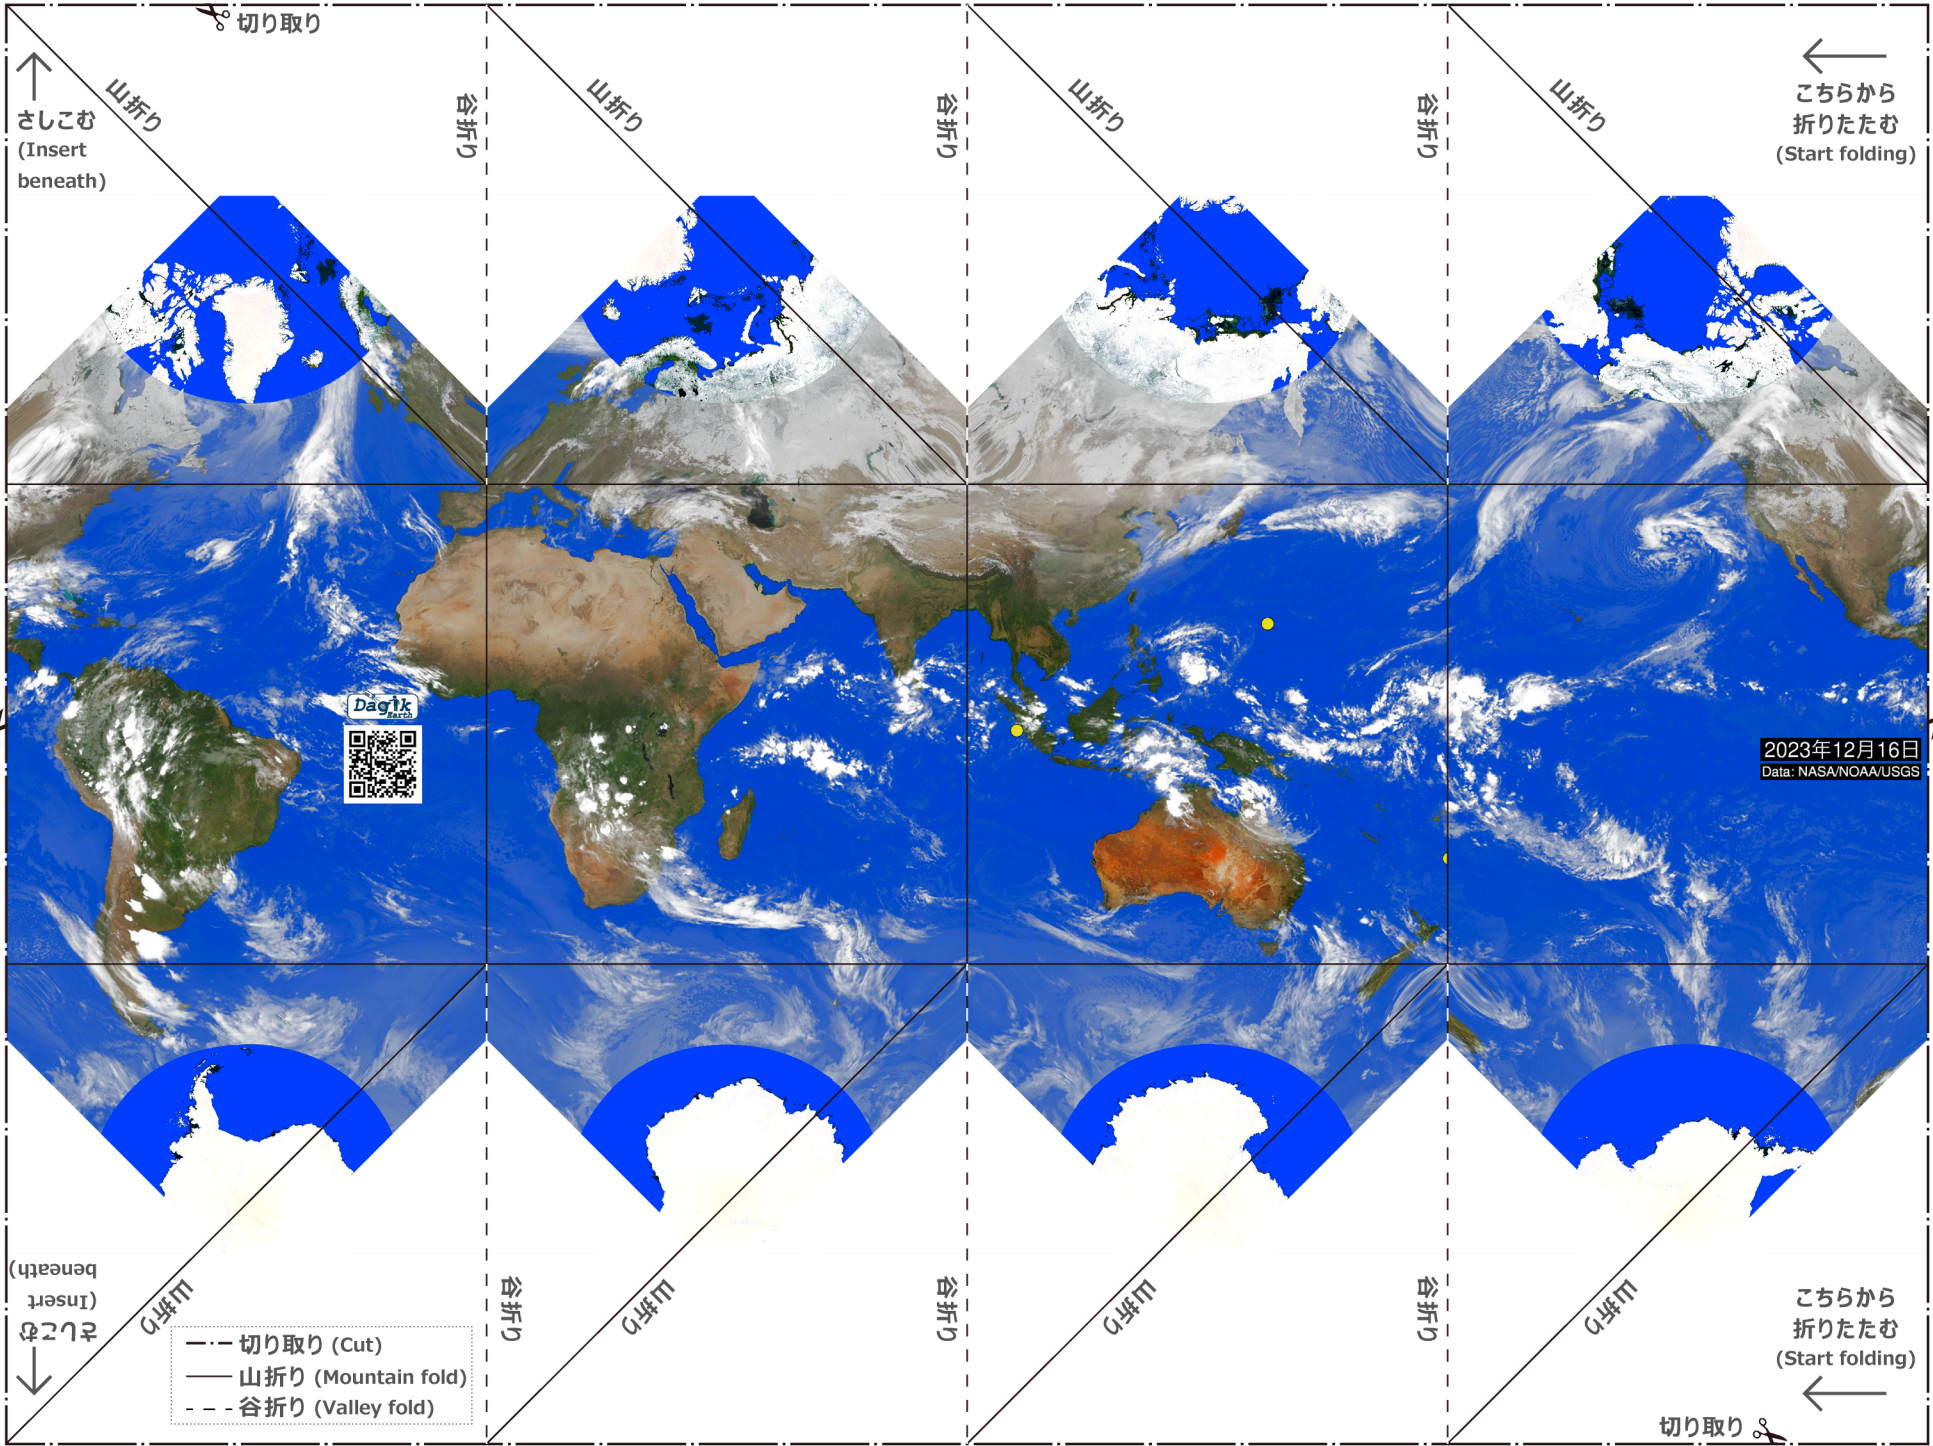 切り取り
山折り
谷折り
山折り
谷折り
山折り
谷折り
山折り
さしこむ
(Insert
beneath)
こちらから
折りたたむ
(Start folding)
Dagik
Earth
2023年12月16日
Data: NASA/NOAA/USGS
さしこむ
(Insert
beneath)
山折り
谷折り
山折り
谷折り
山折り
谷折り
山折り
こちらから
折りたたむ
(Start folding)
切り取り (Cut)
山折り (Mountain fold)
谷折り (Valley fold)
切り取り